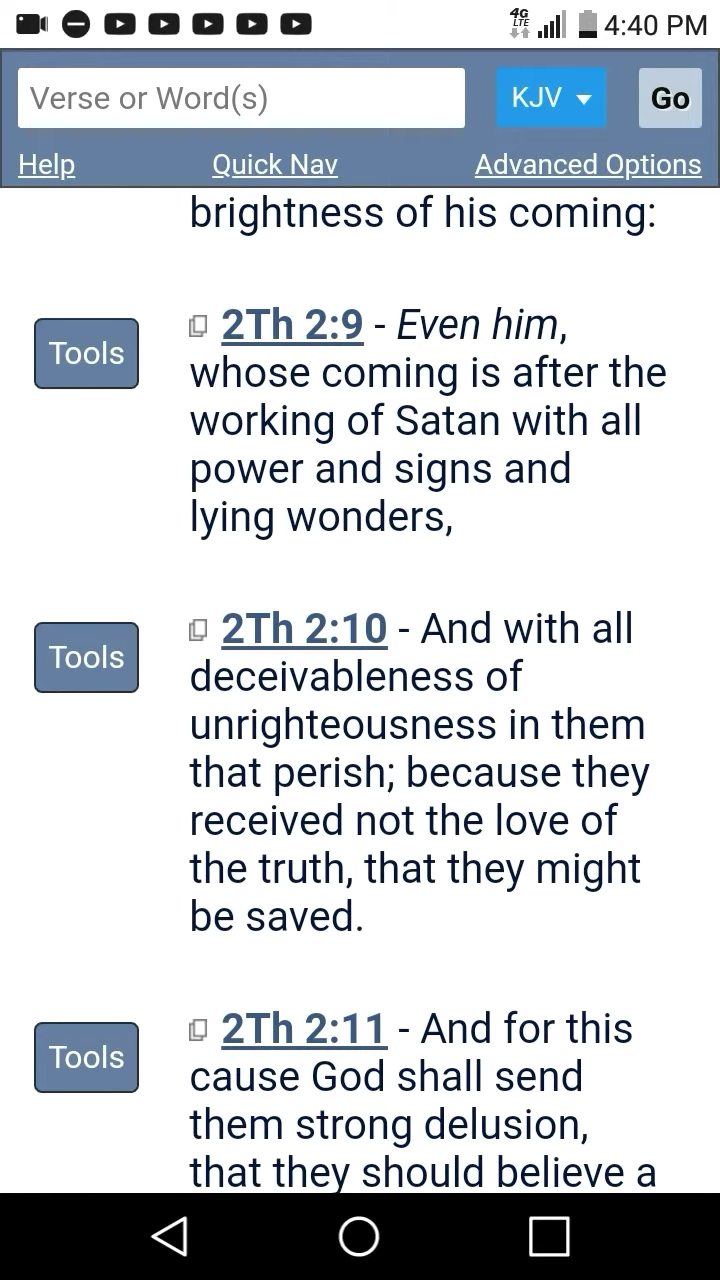 4G
LTE
4:40 PM
Verse or Word(s)
KJV
Go
Help
Quick Nav
Advanced Options
brightness of his coming:
Tools
2Th 2:9 - Even him,
whose coming is after the
working of Satan with all
power and signs and
lying wonders,
Tools
2Th 2:10 - And with all
deceivableness of
unrighteousness in them
that perish; because they
received not the love of
the truth, that they might
be saved.
Tools
2Th 2:11 - And for this
cause God shall send
them strong delusion,
that they should believe a